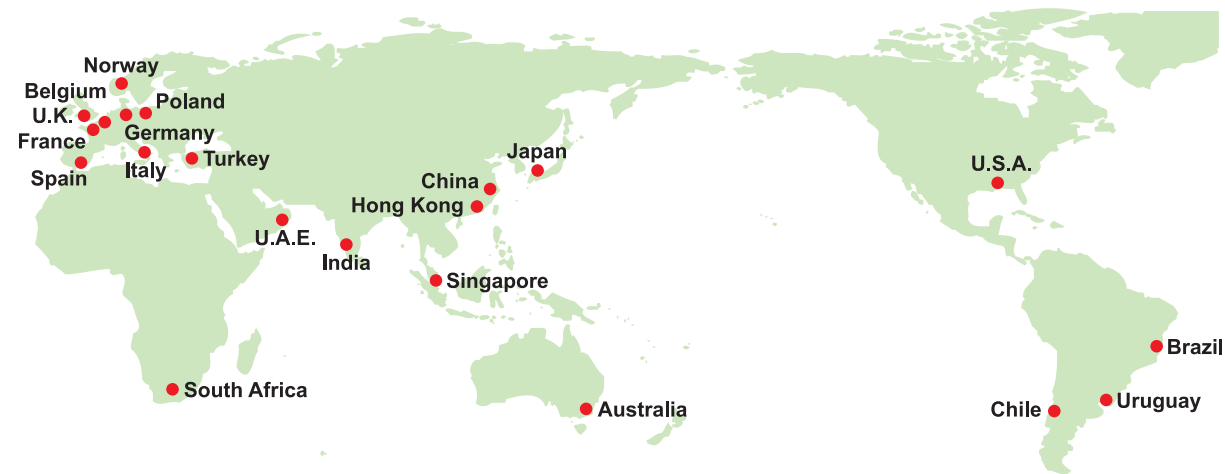 Norway
Belgium
Poland
U.K.
Germany
France
Italy
Turkey
Spain
Japan
China
Hong Kong
U.S.A.
U.A.E.
India
Singapore
Brazil
South Africa
Australia
Chile
Uruguay